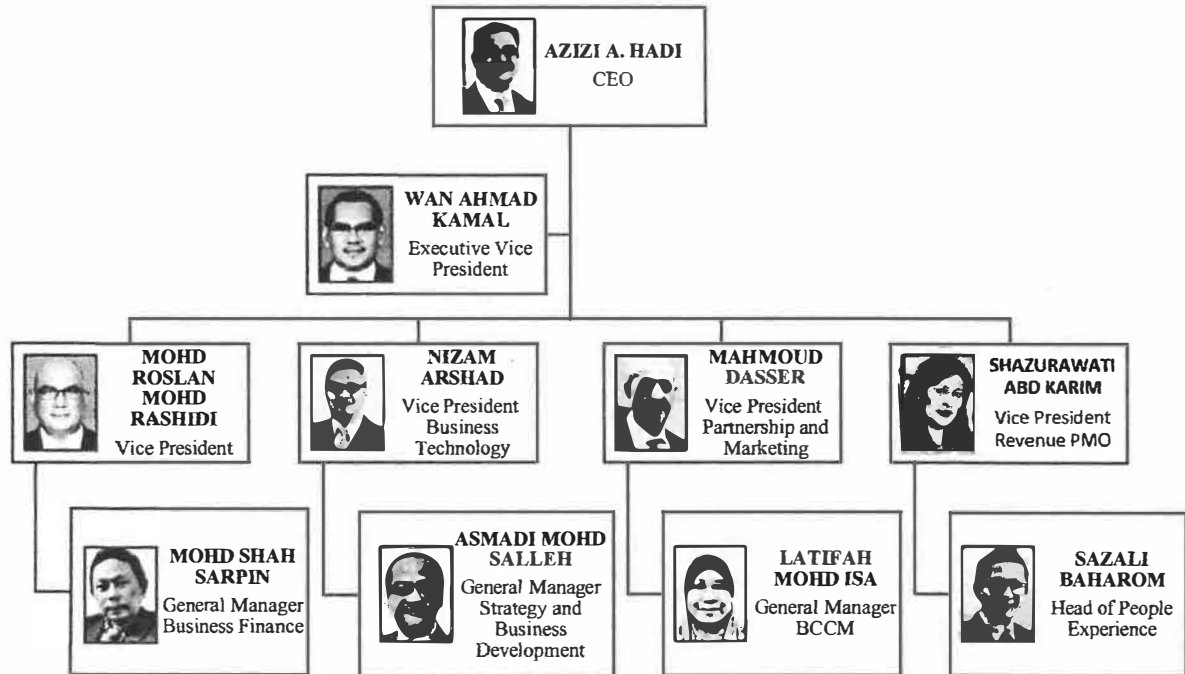 AZIZI A. HADI
CEO
WAN AHMAD
KAMAL
Executive Vice
President
MOHD
ROSLAN
MOHD
RASHIDI
Vice President
NIZAM
ARSHAD
Vice President
Business
Technology
MAHMOUD
DASSER
Vice President
Partnership and
Marketing
SHAZURAWATI
ABD KARIM
Vice President
Revenue PMO
MOHD SHAH
SARPIN
General Manager
Business Finance
ASMADI MOHD
SALLEH
General Manager
Strategy and
Business
Development
LATIFAH
MOHD ISA
General Manager
BCCM
SAZALI
BAHAROM
Head of People
Experience